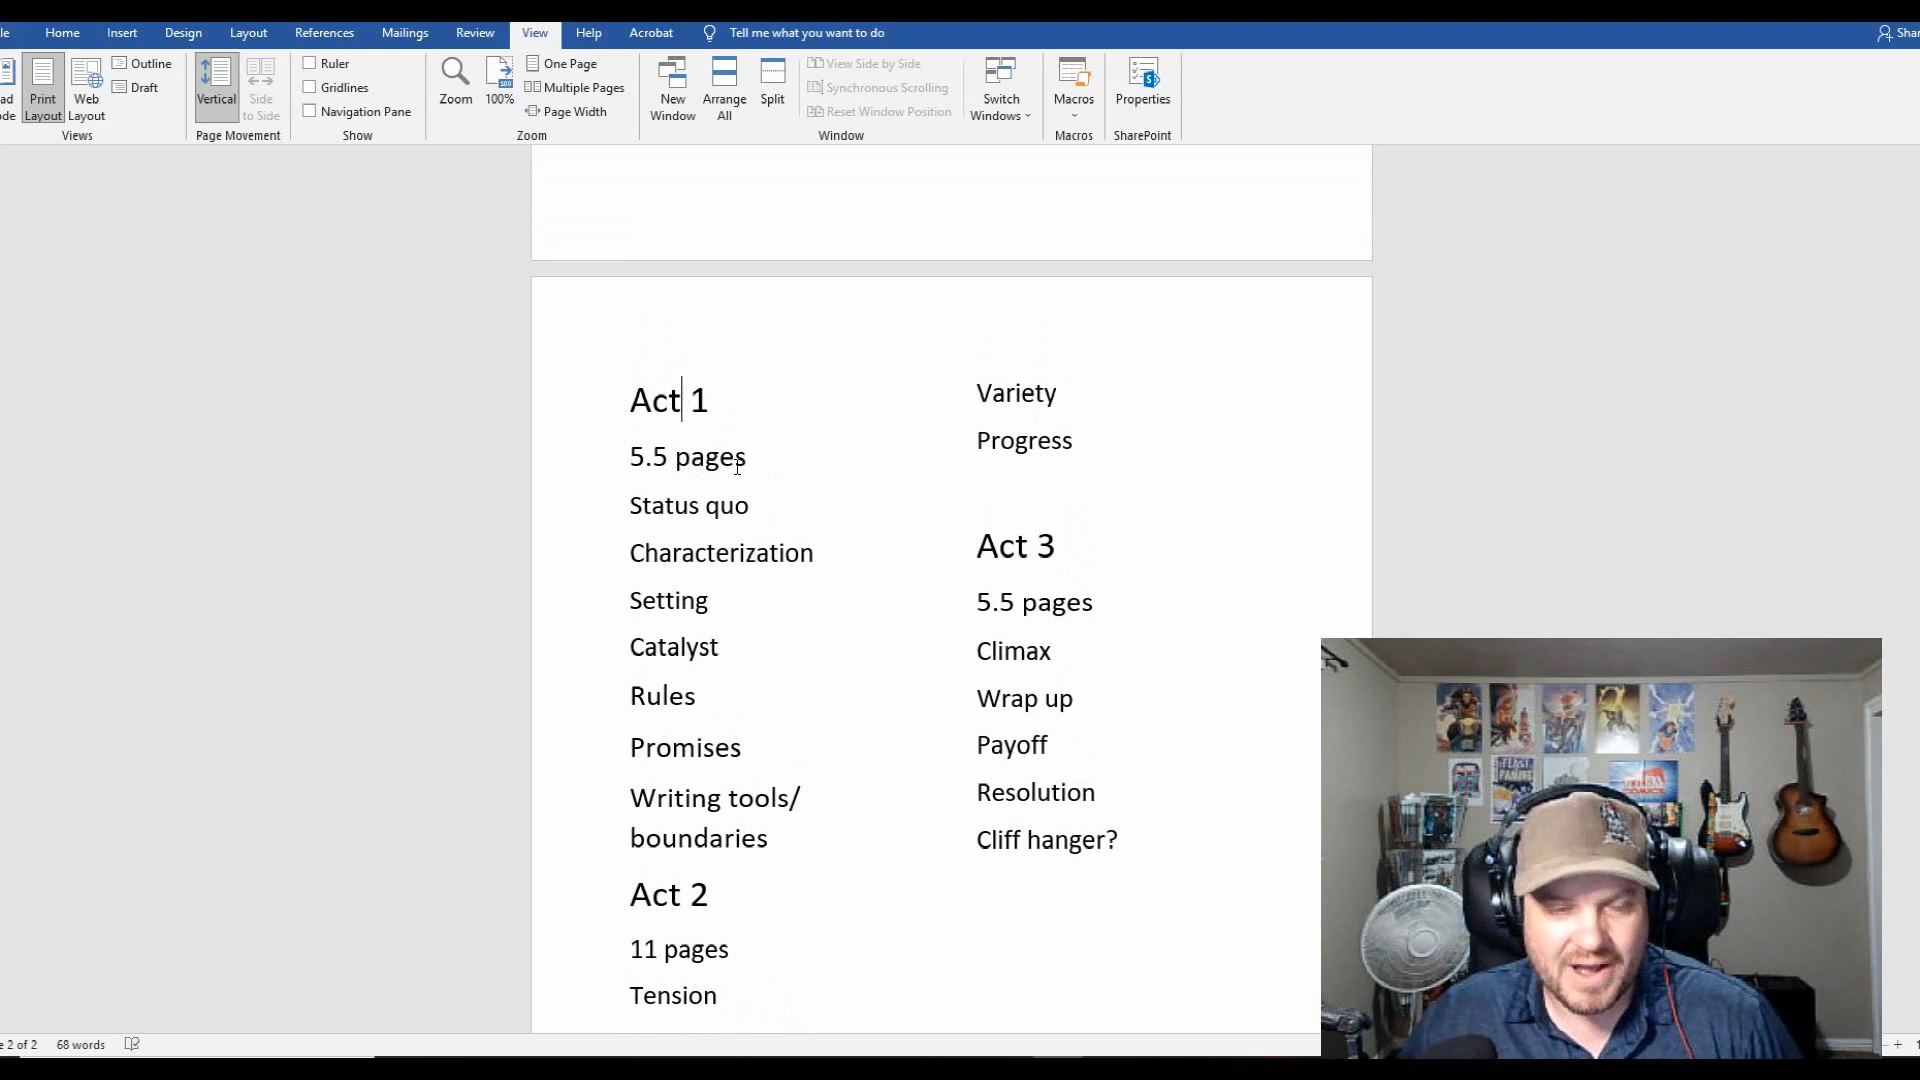 Home Insert Design Layout References Mailings Review View Help Acrobat Tell me what you want to do
Print Layout
Web Layout
Outline
Draft
Views
Vertical
Side to Side
Page Movement
Ruler
Gridlines
Navigation Pane
Show
Zoom
100%
One Page
Multiple Pages
Page Width
Zoom
New Window
Arrange All
Split
View Side by Side
Synchronous Scrolling
Reset Window Position
Window
Switch Windows
Macros
Macros
Properties
SharePoint
Act 1
5.5 pages
Status quo
Characterization
Setting
Catalyst
Rules
Promises
Writing tools/
boundaries
Act 2
11 pages
Tension
Variety
Progress
Act 3
5.5 pages
Climax
Wrap up
Payoff
Resolution
Cliff hanger?
2 of 2 68 words